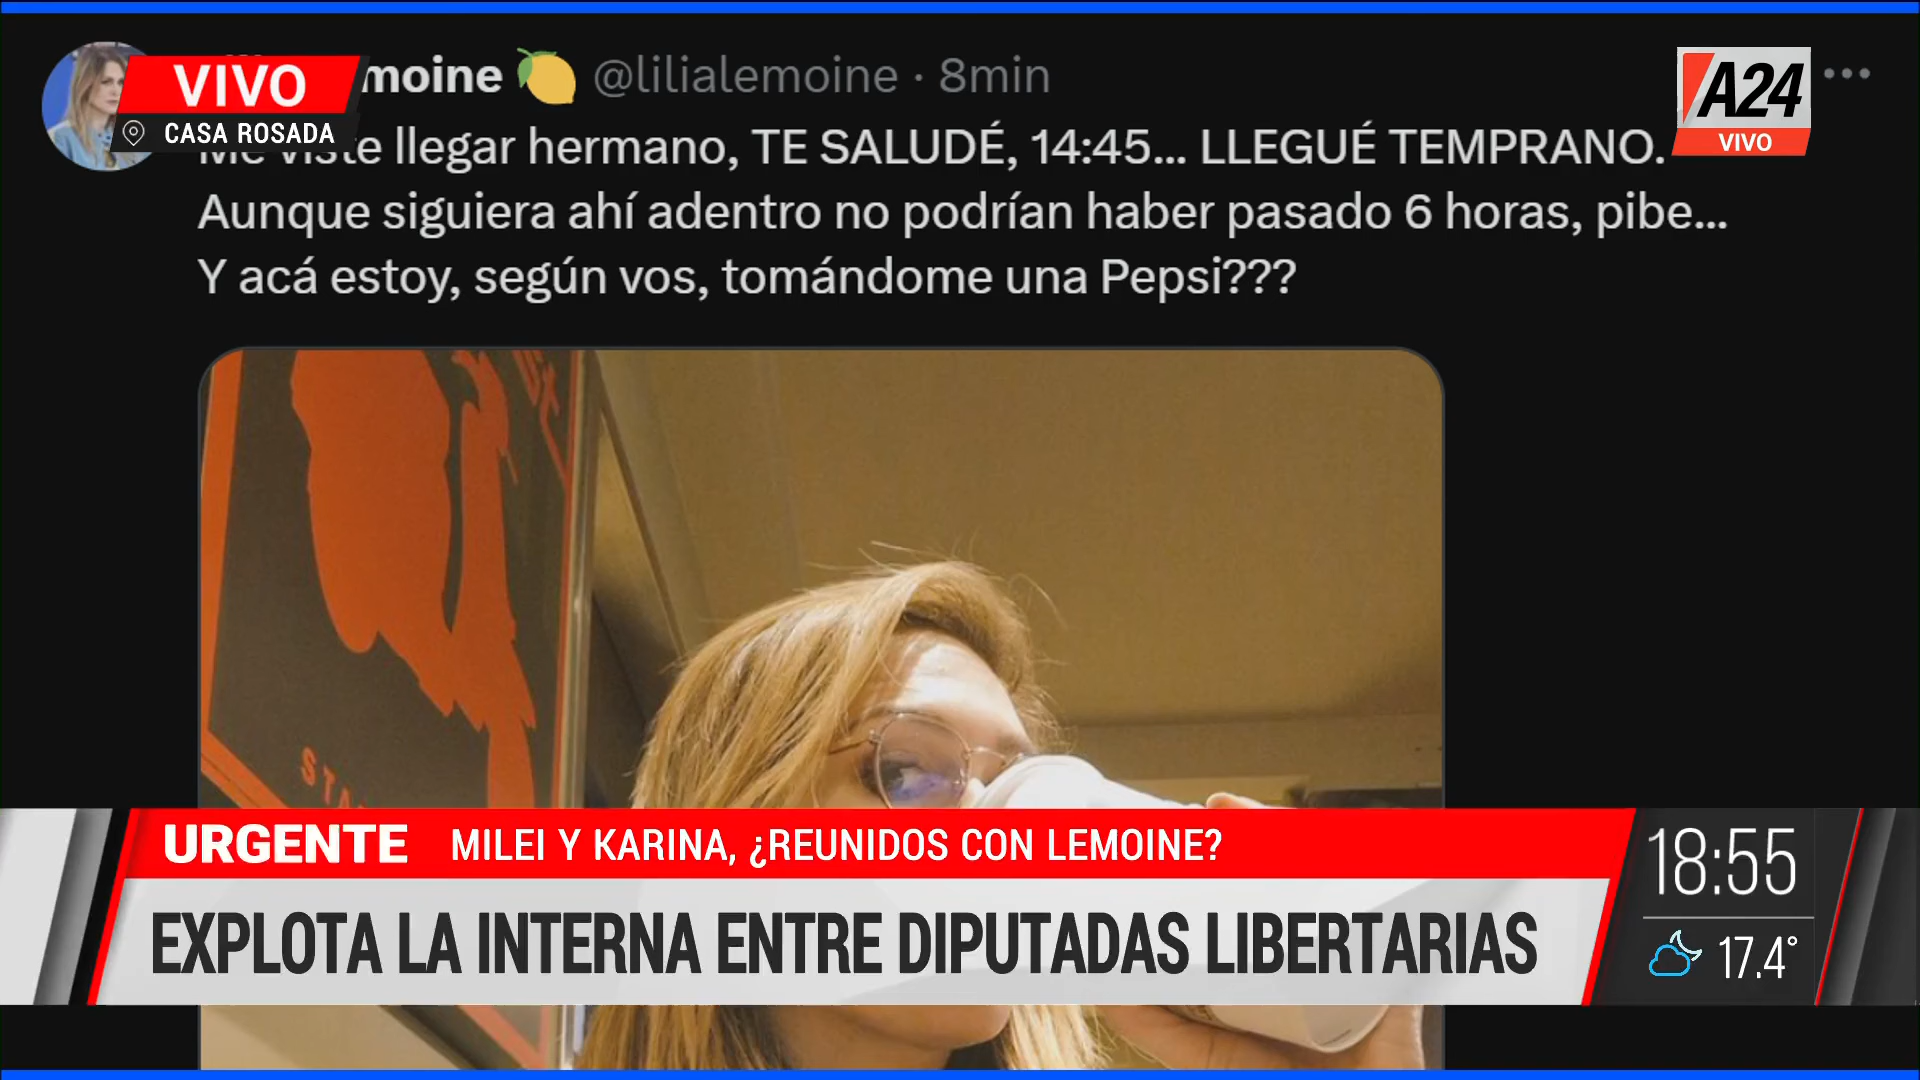 VIVO
CASA ROSADA
moine 🍋 @lilialemoine · 8min
A24
VIVO
Me viste llegar hermano, TE SALUDÉ, 14:45... LLEGUÉ TEMPRANO.
Aunque siguiera ahí adentro no podrían haber pasado 6 horas, pibe...
Y acá estoy, según vos, tomándome una Pepsi???
URGENTE MILEI Y KARINA, ¿REUNIDOS CON LEMOINE?
EXPLOTA LA INTERNA ENTRE DIPUTADAS LIBERTARIAS
18:55
17.4°